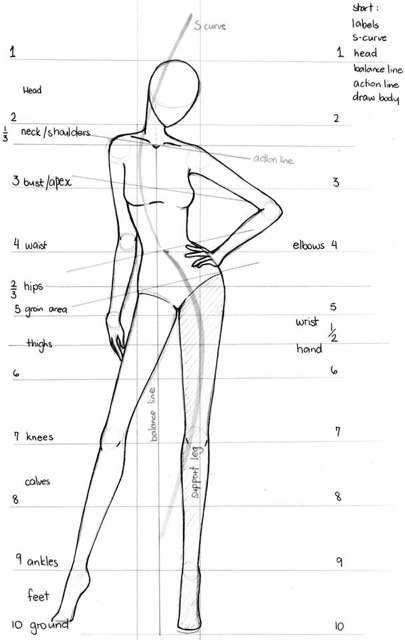 start:
labels
s-curve
head
balance line
action line
draw body
S curve
1
1
Head
2
2
1/3 neck/shoulders
action line
3 bust/apex
3
4 waist
elbows 4
2/3 hips
5 groin area
5
wrist 1/2
thighs
hand
6
6
balance line
7 knees
7
support leg
calves
8
8
9 ankles
9
feet
10 ground
10